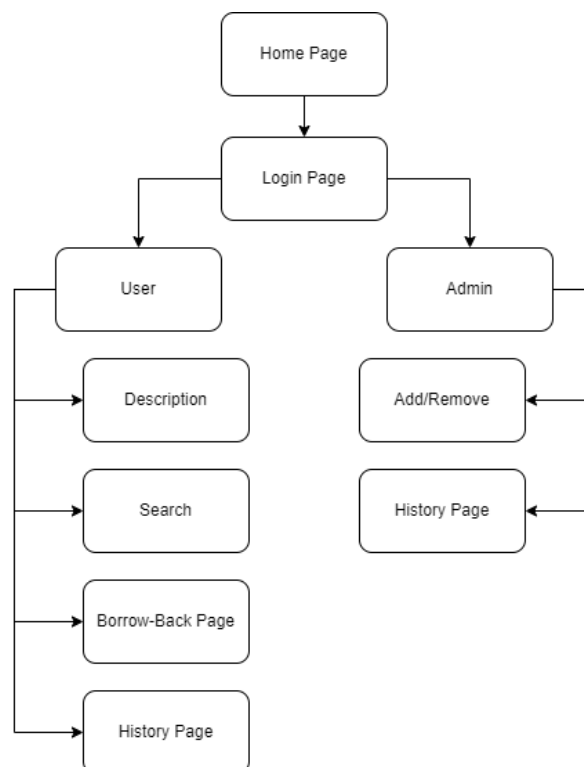 Home Page
Login Page
User
Admin
Description
Add/Remove
Search
History Page
Borrow-Back Page
History Page